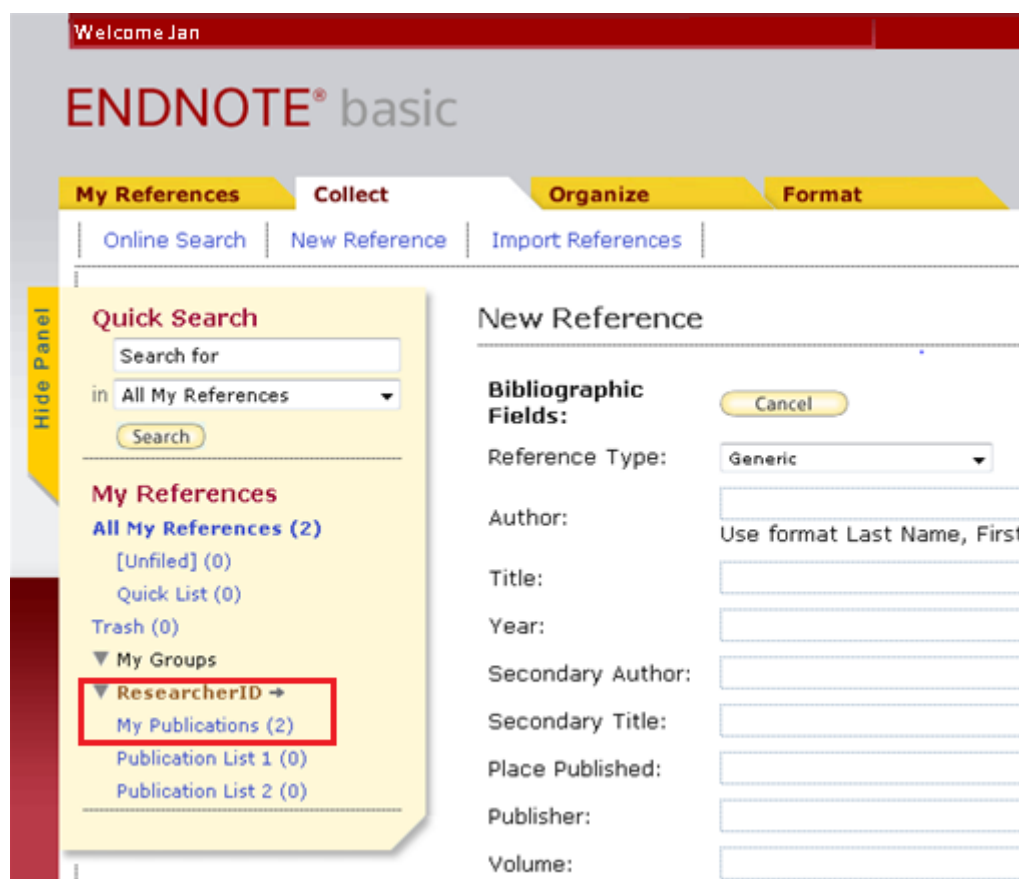 Welcome Jan
ENDNOTE® basic
My References Collect Organize Format
Online Search New Reference Import References
Hide Panel
Quick Search
Search for
in All My References
Search
My References
All My References (2)
[Unfiled] (0)
Quick List (0)
Trash (0)
▼ My Groups
▼ ResearcherID →
My Publications (2)
Publication List 1 (0)
Publication List 2 (0)
New Reference
Bibliographic
Fields:
Cancel
Reference Type: Generic
Author:
Use format Last Name, First
Title:
Year:
Secondary Author:
Secondary Title:
Place Published:
Publisher:
Volume: